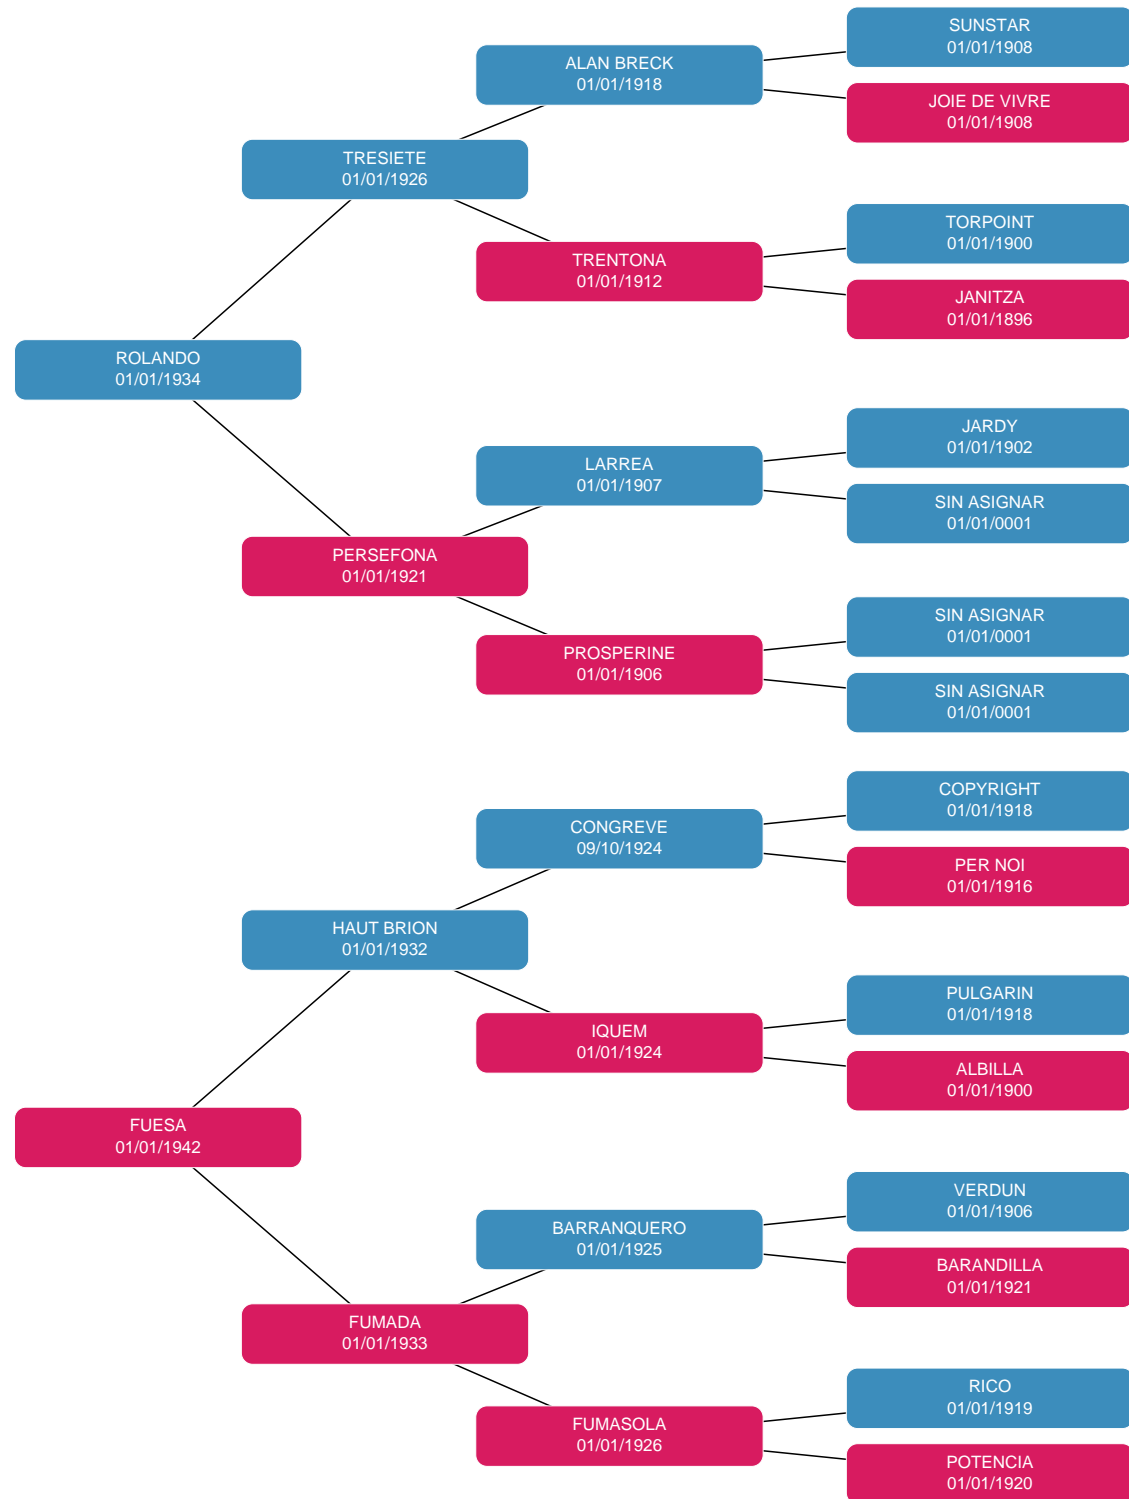 SUNSTAR
01/01/1908
ALAN BRECK
01/01/1918
JOIE DE VIVRE
01/01/1908
TRESIETE
01/01/1926
TORPOINT
01/01/1900
TRENTONA
01/01/1912
JANITZA
01/01/1896
ROLANDO
01/01/1934
JARDY
01/01/1902
LARREA
01/01/1907
SIN ASIGNAR
01/01/0001
PERSEFONA
01/01/1921
SIN ASIGNAR
01/01/0001
PROSPERINE
01/01/1906
SIN ASIGNAR
01/01/0001
COPYRIGHT
01/01/1918
CONGREVE
09/10/1924
PER NOI
01/01/1916
HAUT BRION
01/01/1932
PULGARIN
01/01/1918
IQUEM
01/01/1924
ALBILLA
01/01/1900
FUESA
01/01/1942
VERDUN
01/01/1906
BARRANQUERO
01/01/1925
BARANDILLA
01/01/1921
FUMADA
01/01/1933
RICO
01/01/1919
FUMASOLA
01/01/1926
POTENCIA
01/01/1920